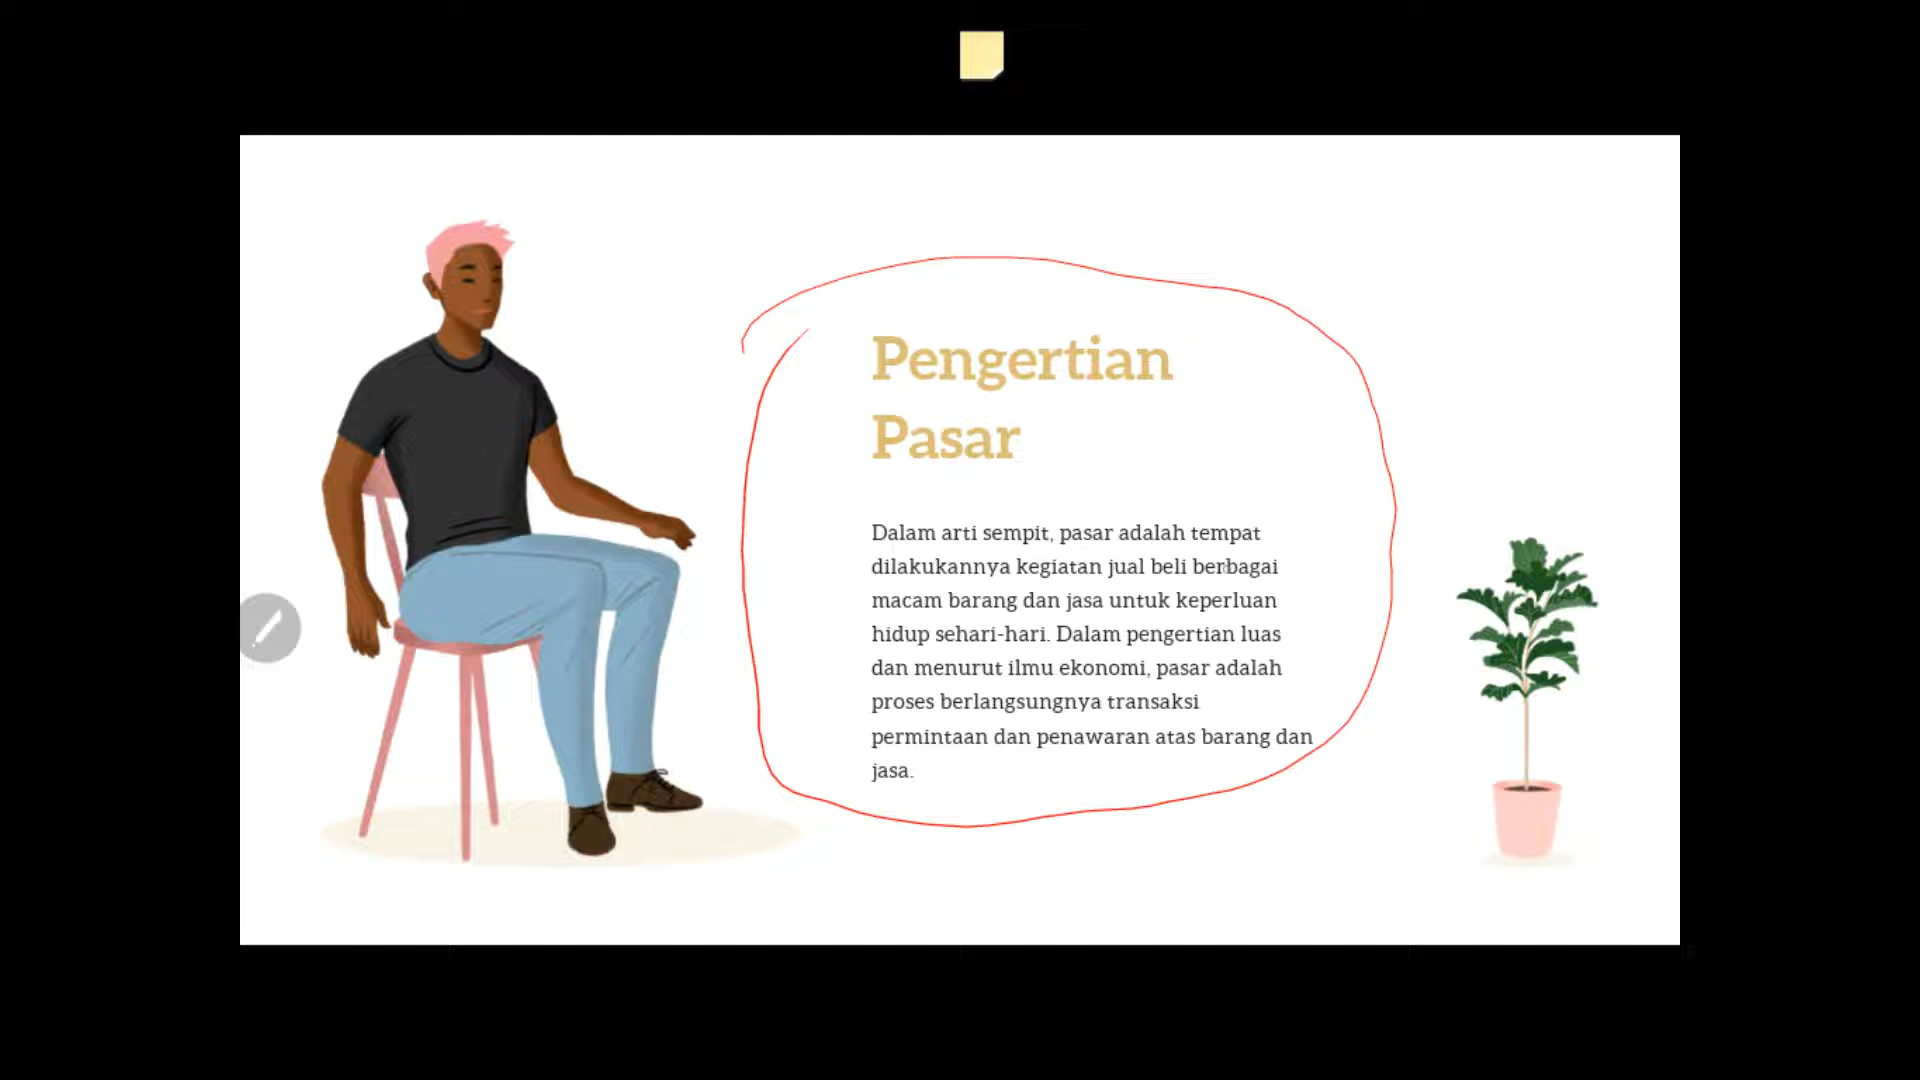 Pengertian
Pasar
Dalam arti sempit, pasar adalah tempat
dilakukannya kegiatan jual beli berbagai
macam barang dan jasa untuk keperluan
hidup sehari-hari. Dalam pengertian luas
dan menurut ilmu ekonomi, pasar adalah
proses berlangsungnya transaksi
permintaan dan penawaran atas barang dan
jasa.